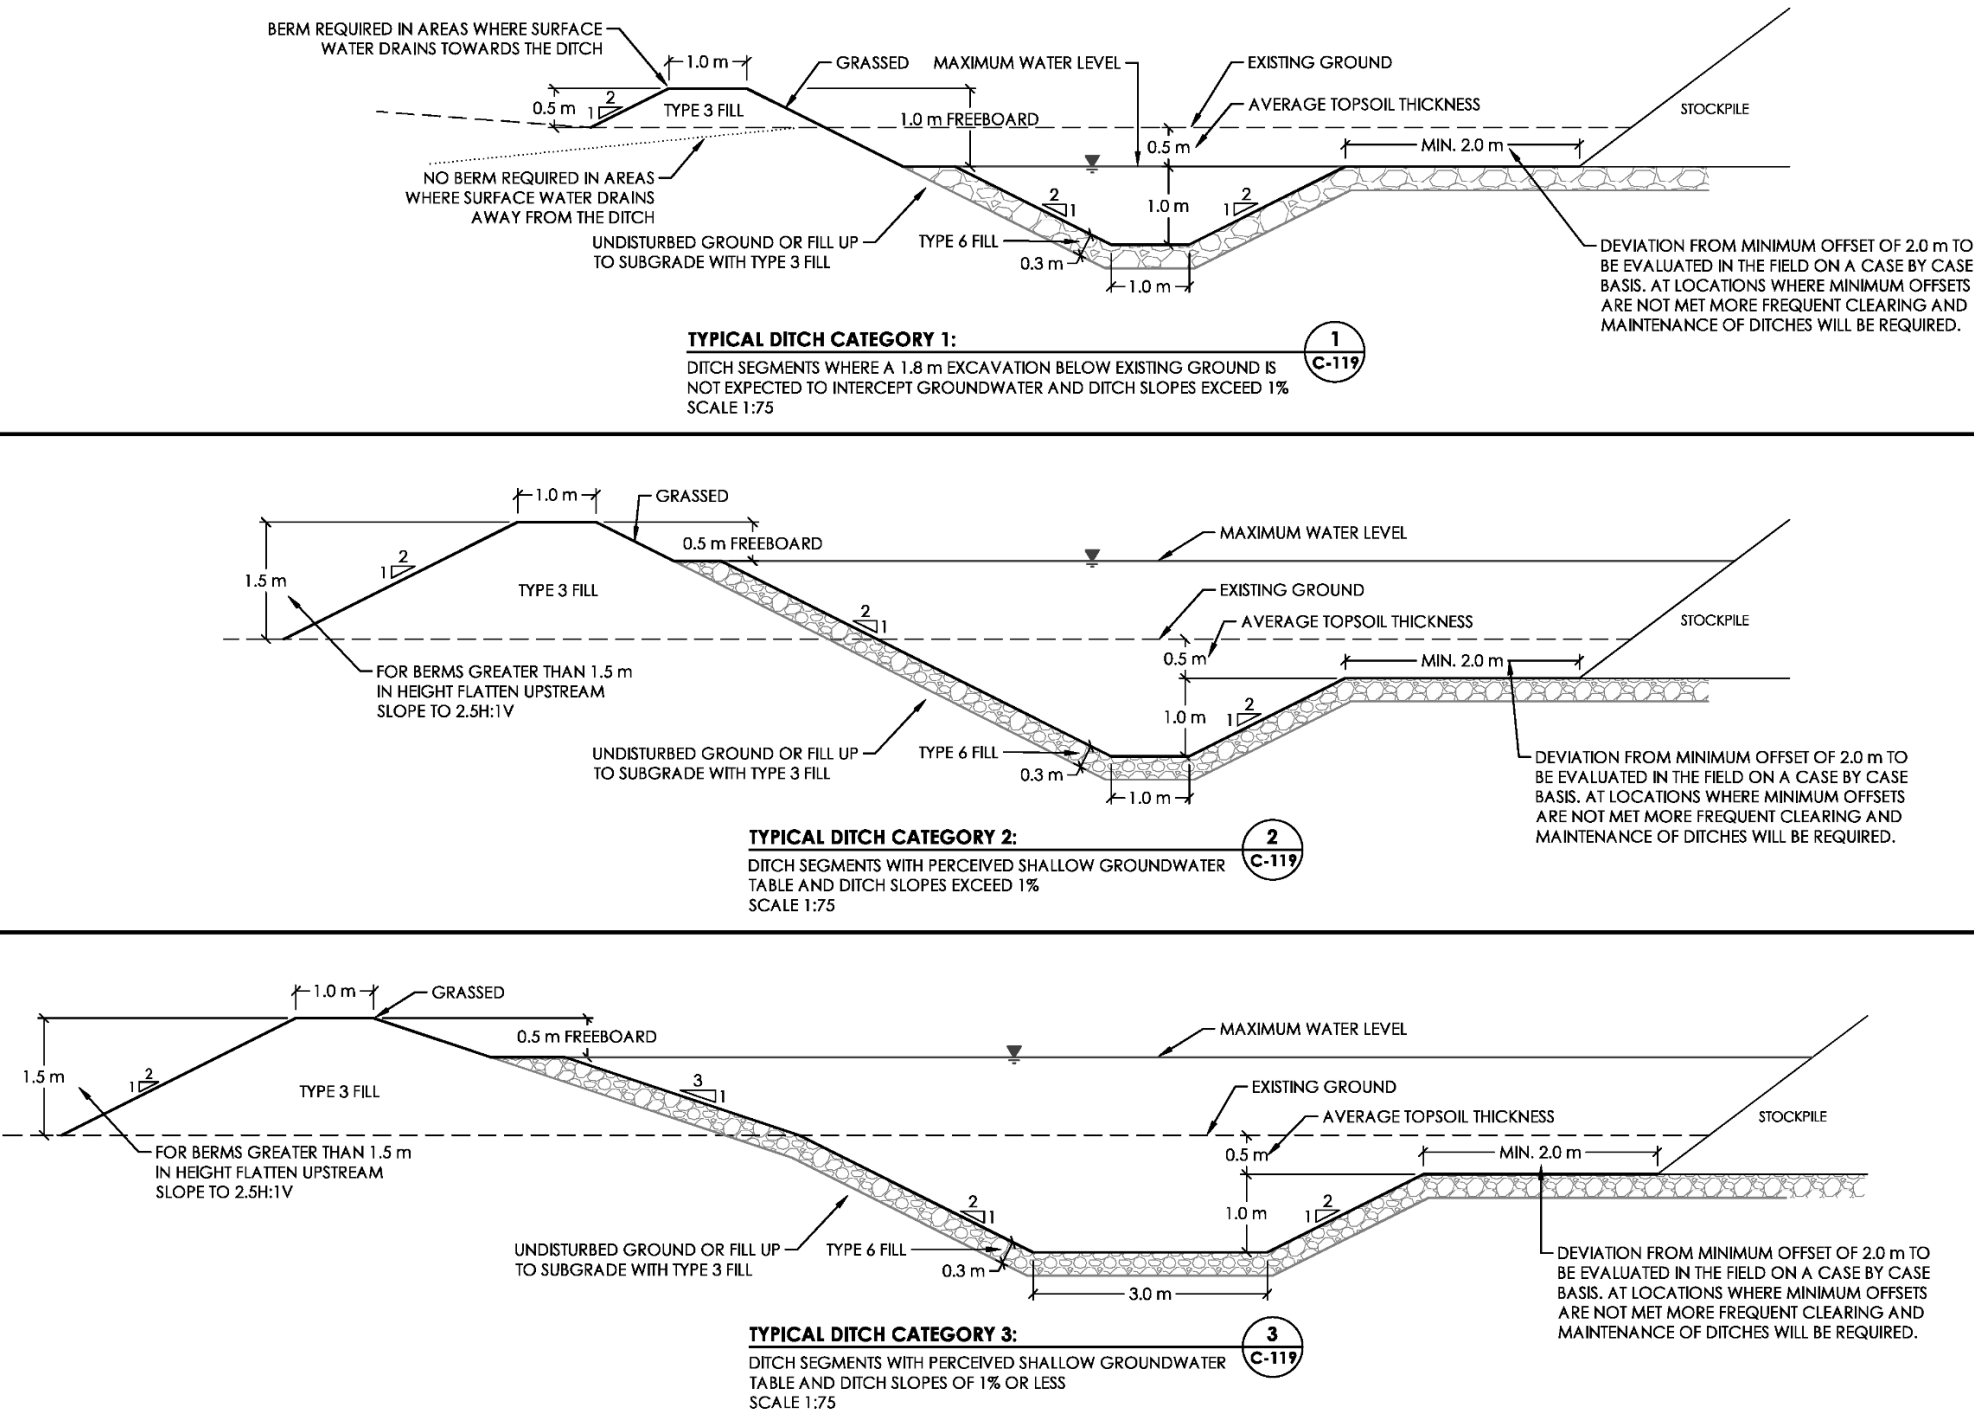 BERM REQUIRED IN AREAS WHERE SURFACE
WATER DRAINS TOWARDS THE DITCH
1.0 m
GRASSED
MAXIMUM WATER LEVEL
EXISTING GROUND
0.5 m
1
2
TYPE 3 FILL
1.0 m FREEBOARD
AVERAGE TOPSOIL THICKNESS
STOCKPILE
0.5 m
MIN. 2.0 m
NO BERM REQUIRED IN AREAS
WHERE SURFACE WATER DRAINS
AWAY FROM THE DITCH
2
1
1.0 m
2
1
UNDISTURBED GROUND OR FILL UP
TO SUBGRADE WITH TYPE 3 FILL
TYPE 6 FILL
0.3 m
1.0 m
DEVIATION FROM MINIMUM OFFSET OF 2.0 m TO
BE EVALUATED IN THE FIELD ON A CASE BY CASE
BASIS. AT LOCATIONS WHERE MINIMUM OFFSETS
ARE NOT MET MORE FREQUENT CLEARING AND
MAINTENANCE OF DITCHES WILL BE REQUIRED.
TYPICAL DITCH CATEGORY 1:
1
C-119
DITCH SEGMENTS WHERE A 1.8 m EXCAVATION BELOW EXISTING GROUND IS
NOT EXPECTED TO INTERCEPT GROUNDWATER AND DITCH SLOPES EXCEED 1%
SCALE 1:75
1.0 m
GRASSED
0.5 m FREEBOARD
MAXIMUM WATER LEVEL
2
1
1.5 m
TYPE 3 FILL
EXISTING GROUND
2
1
AVERAGE TOPSOIL THICKNESS
STOCKPILE
0.5 m
MIN. 2.0 m
FOR BERMS GREATER THAN 1.5 m
IN HEIGHT FLATTEN UPSTREAM
SLOPE TO 2.5H:1V
1.0 m
2
1
UNDISTURBED GROUND OR FILL UP
TO SUBGRADE WITH TYPE 3 FILL
TYPE 6 FILL
0.3 m
1.0 m
DEVIATION FROM MINIMUM OFFSET OF 2.0 m TO
BE EVALUATED IN THE FIELD ON A CASE BY CASE
BASIS. AT LOCATIONS WHERE MINIMUM OFFSETS
ARE NOT MET MORE FREQUENT CLEARING AND
MAINTENANCE OF DITCHES WILL BE REQUIRED.
TYPICAL DITCH CATEGORY 2:
2
C-119
DITCH SEGMENTS WITH PERCEIVED SHALLOW GROUNDWATER
TABLE AND DITCH SLOPES EXCEED 1%
SCALE 1:75
1.0 m
GRASSED
0.5 m FREEBOARD
MAXIMUM WATER LEVEL
1.5 m
2
1
TYPE 3 FILL
3
1
EXISTING GROUND
AVERAGE TOPSOIL THICKNESS
STOCKPILE
0.5 m
MIN. 2.0 m
FOR BERMS GREATER THAN 1.5 m
IN HEIGHT FLATTEN UPSTREAM
SLOPE TO 2.5H:1V
2
1
1.0 m
2
1
UNDISTURBED GROUND OR FILL UP
TO SUBGRADE WITH TYPE 3 FILL
TYPE 6 FILL
0.3 m
3.0 m
DEVIATION FROM MINIMUM OFFSET OF 2.0 m TO
BE EVALUATED IN THE FIELD ON A CASE BY CASE
BASIS. AT LOCATIONS WHERE MINIMUM OFFSETS
ARE NOT MET MORE FREQUENT CLEARING AND
MAINTENANCE OF DITCHES WILL BE REQUIRED.
TYPICAL DITCH CATEGORY 3:
3
C-119
DITCH SEGMENTS WITH PERCEIVED SHALLOW GROUNDWATER
TABLE AND DITCH SLOPES OF 1% OR LESS
SCALE 1:75